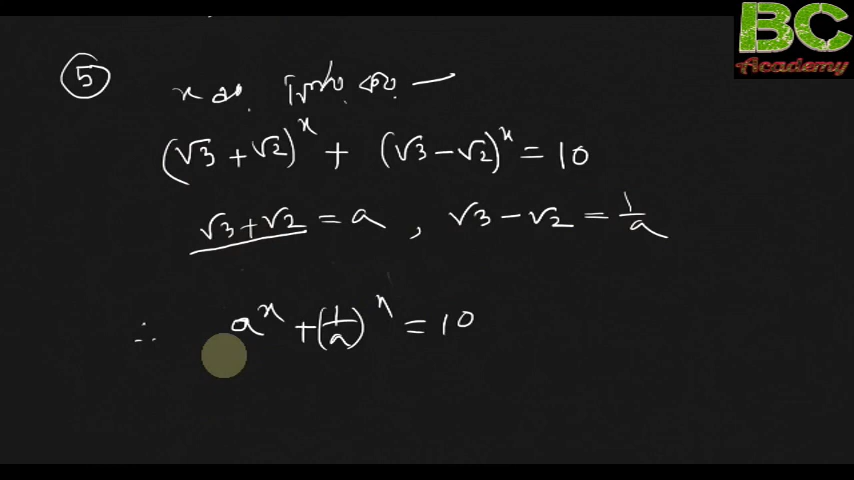 BC
Academy
⑤ x এর নির্ণয় কর —
(√3 + √2)^x + (√3 − √2)^x = 10
√3 + √2 = a , √3 − √2 = 1/a
∴ a^x + (1/a)^x = 10